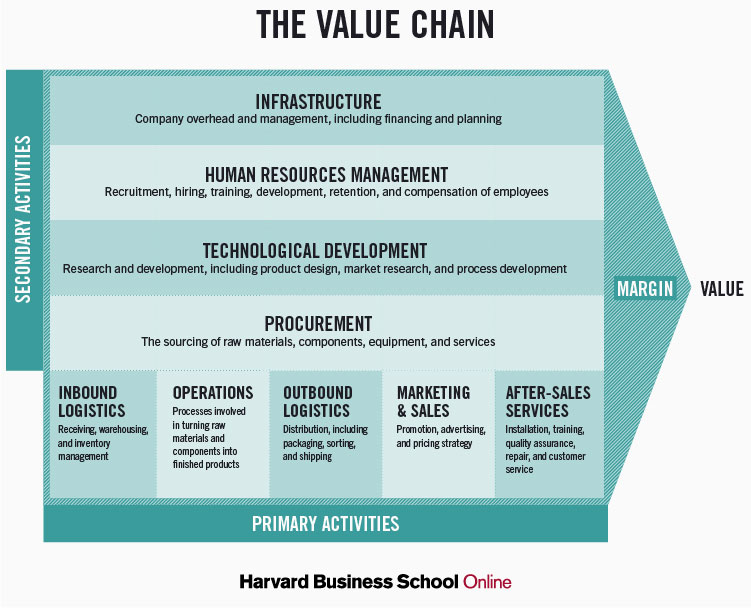 THE VALUE CHAIN
SECONDARY ACTIVITIES
INFRASTRUCTURE
Company overhead and management, including financing and planning
HUMAN RESOURCES MANAGEMENT
Recruitment, hiring, training, development, retention, and compensation of employees
TECHNOLOGICAL DEVELOPMENT
Research and development, including product design, market research, and process development
PROCUREMENT
The sourcing of raw materials, components, equipment, and services
MARGIN
VALUE
INBOUND
LOGISTICS
Receiving, warehousing,
and inventory
management
OPERATIONS
Processes involved
in turning raw
materials and
components into
finished products
OUTBOUND
LOGISTICS
Distribution, including
packaging, sorting,
and shipping
MARKETING
& SALES
Promotion, advertising,
and pricing strategy
AFTER-SALES
SERVICES
Installation, training,
quality assurance,
repair, and customer
service
PRIMARY ACTIVITIES
Harvard Business School Online